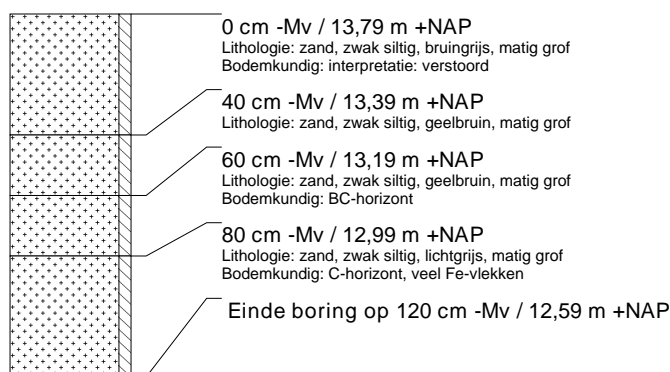 0 cm -Mv / 13,79 m +NAP
Lithologie: zand, zwak siltig, bruingrijs, matig grof
Bodemkundig: interpretatie: verstoord
40 cm -Mv / 13,39 m +NAP
Lithologie: zand, zwak siltig, geelbruin, matig grof
60 cm -Mv / 13,19 m +NAP
Lithologie: zand, zwak siltig, geelbruin, matig grof
Bodemkundig: BC-horizont
80 cm -Mv / 12,99 m +NAP
Lithologie: zand, zwak siltig, lichtgrijs, matig grof
Bodemkundig: C-horizont, veel Fe-vlekken
Einde boring op 120 cm -Mv / 12,59 m +NAP